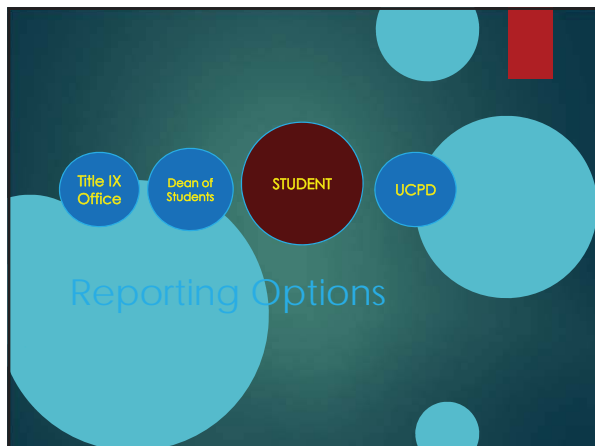 Title IX
Office
Dean of
Students
STUDENT
UCPD
Reporting Options